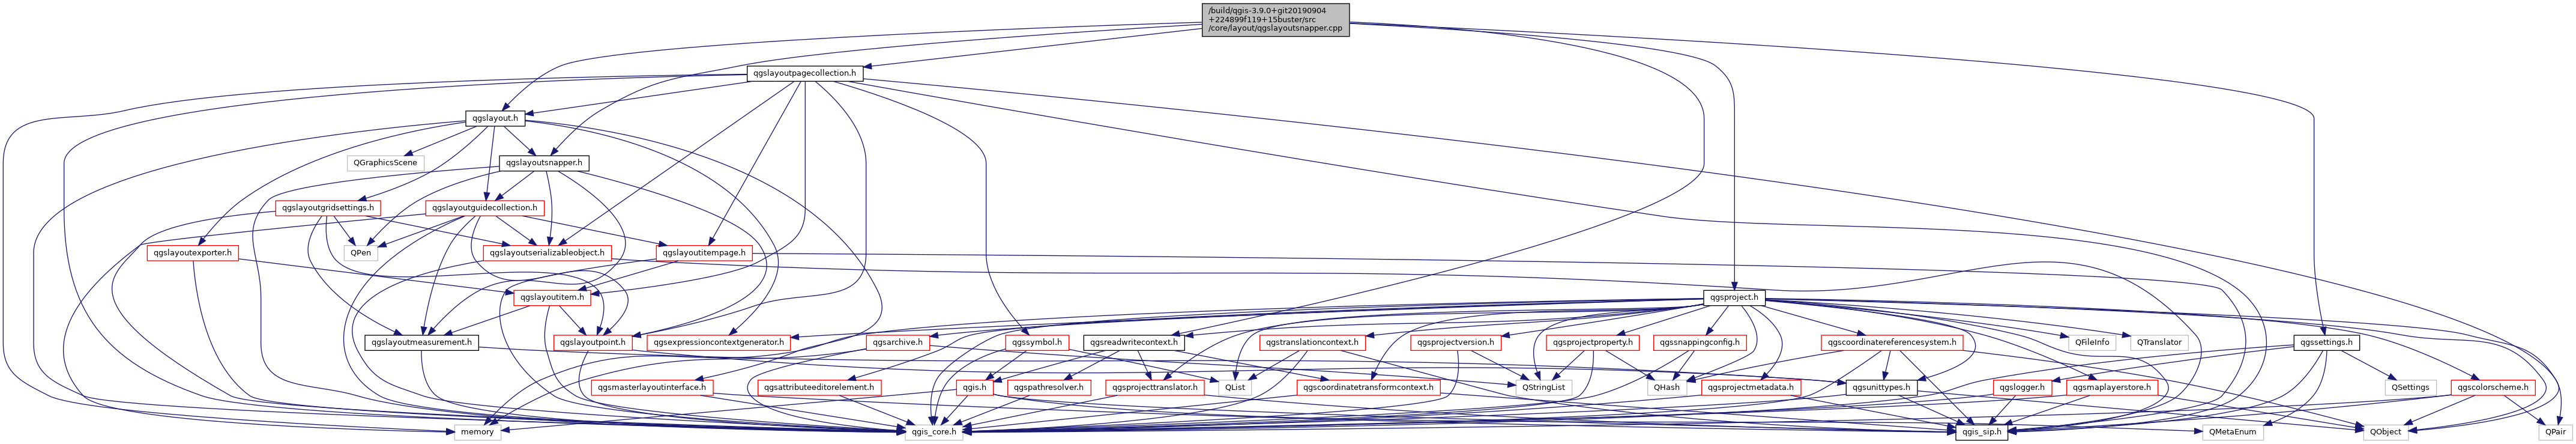 /build/qgis-3.9.0+git20190904
+224899f119+15buster/src
/core/layout/qgslayoutsnapper.cpp
qgslayoutpagecollection.h
qgslayout.h
QGraphicsScene
qgslayoutsnapper.h
qgslayoutgridsettings.h
qgslayoutguidecollection.h
qgslayoutexporter.h
QPen
qgslayoutserializableobject.h
qgslayoutitempage.h
qgslayoutitem.h
qgsproject.h
qgslayoutmeasurement.h
qgslayoutpoint.h
qgsexpressioncontextgenerator.h
qgsarchive.h
qgssymbol.h
qgsreadwritecontext.h
qgstranslationcontext.h
qgsprojectversion.h
qgsprojectproperty.h
qgssnappingconfig.h
qgscoordinatereferencesystem.h
QFileInfo
QTranslator
qgssettings.h
qgsmasterlayoutinterface.h
qgsattributeeditorelement.h
qgis.h
qgspathresolver.h
qgsprojecttranslator.h
QList
qgscoordinatetransformcontext.h
QStringList
QHash
qgsprojectmetadata.h
qgsunittypes.h
qgslogger.h
qgsmaplayerstore.h
QSettings
qgscolorscheme.h
memory
qgis_core.h
qgis_sip.h
QMetaEnum
QObject
QPair